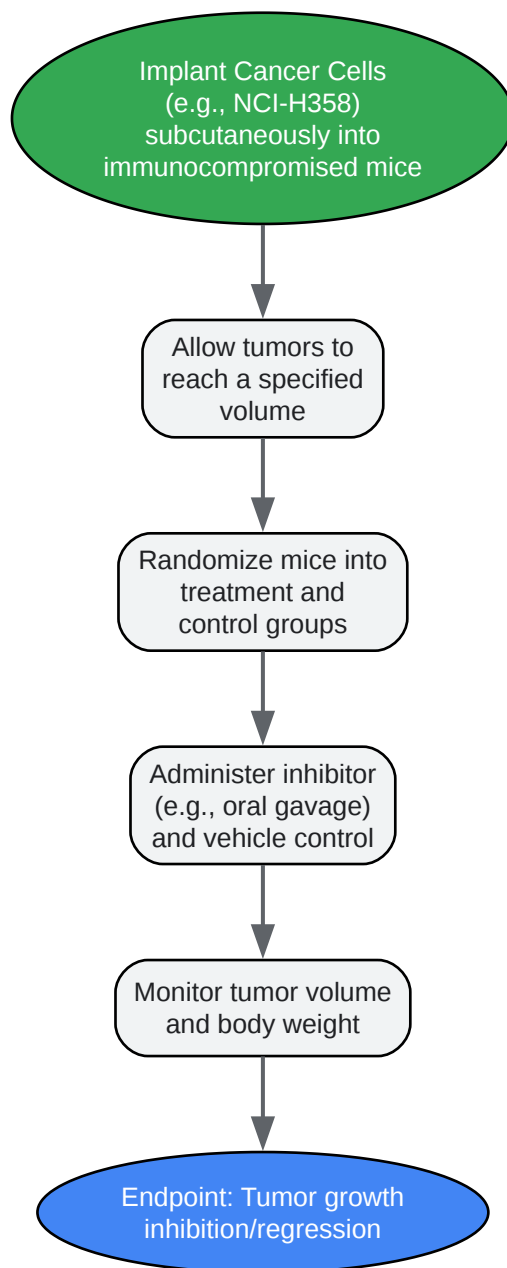 Implant Cancer Cells
(e.g., NCI-H358)
subcutaneously into
immunocompromised mice
Allow tumors to
reach a specified
volume
Randomize mice into
treatment and
control groups
Administer inhibitor
(e.g., oral gavage)
and vehicle control
Monitor tumor volume
and body weight
Endpoint: Tumor growth
inhibition/regression